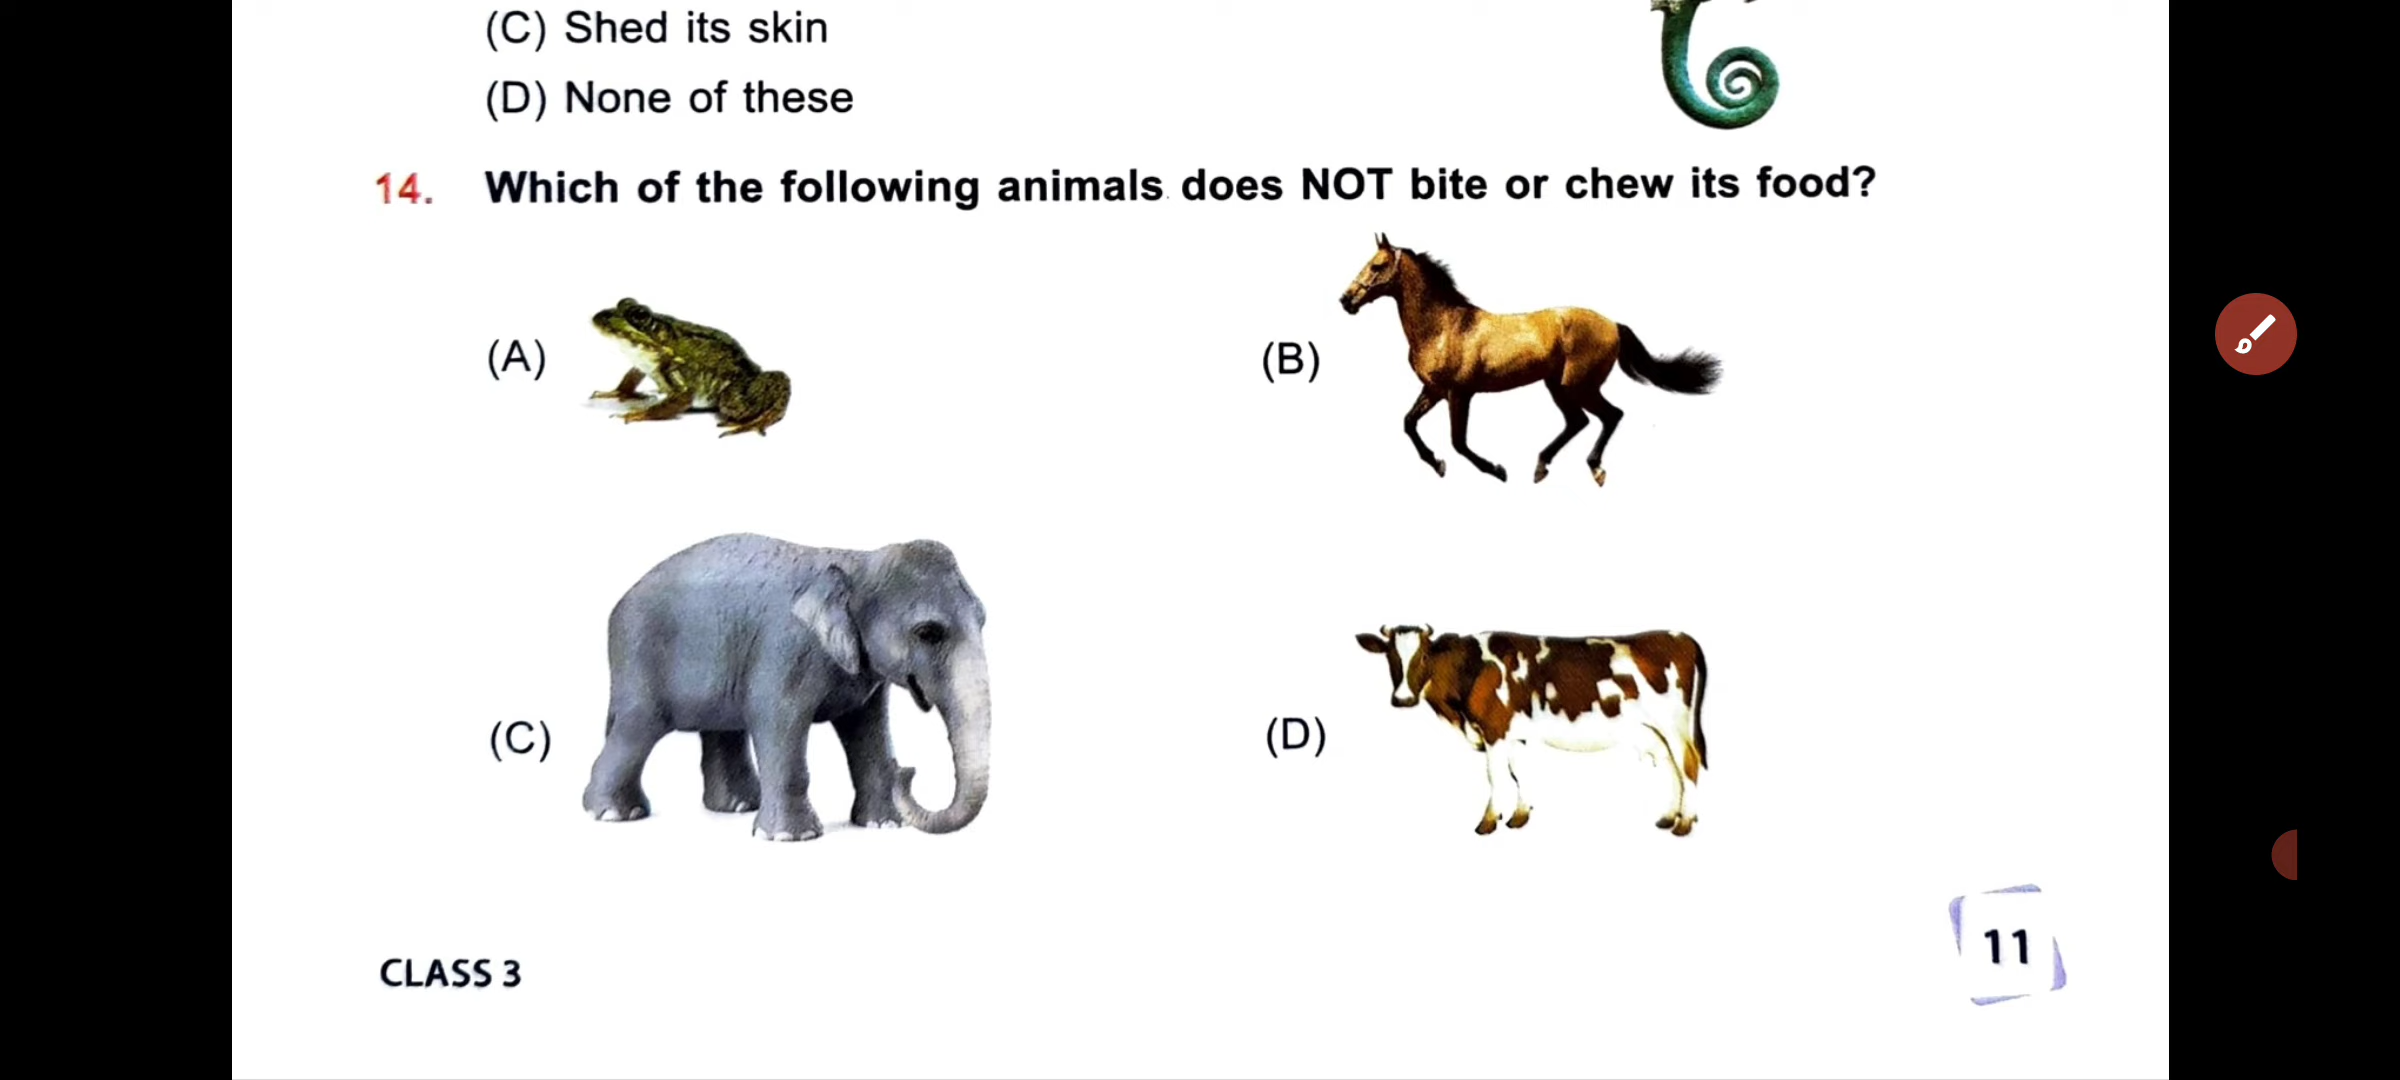 (C) Shed its skin
(D) None of these
14. Which of the following animals does NOT bite or chew its food?
(A)
(B)
(C)
(D)
CLASS 3
11